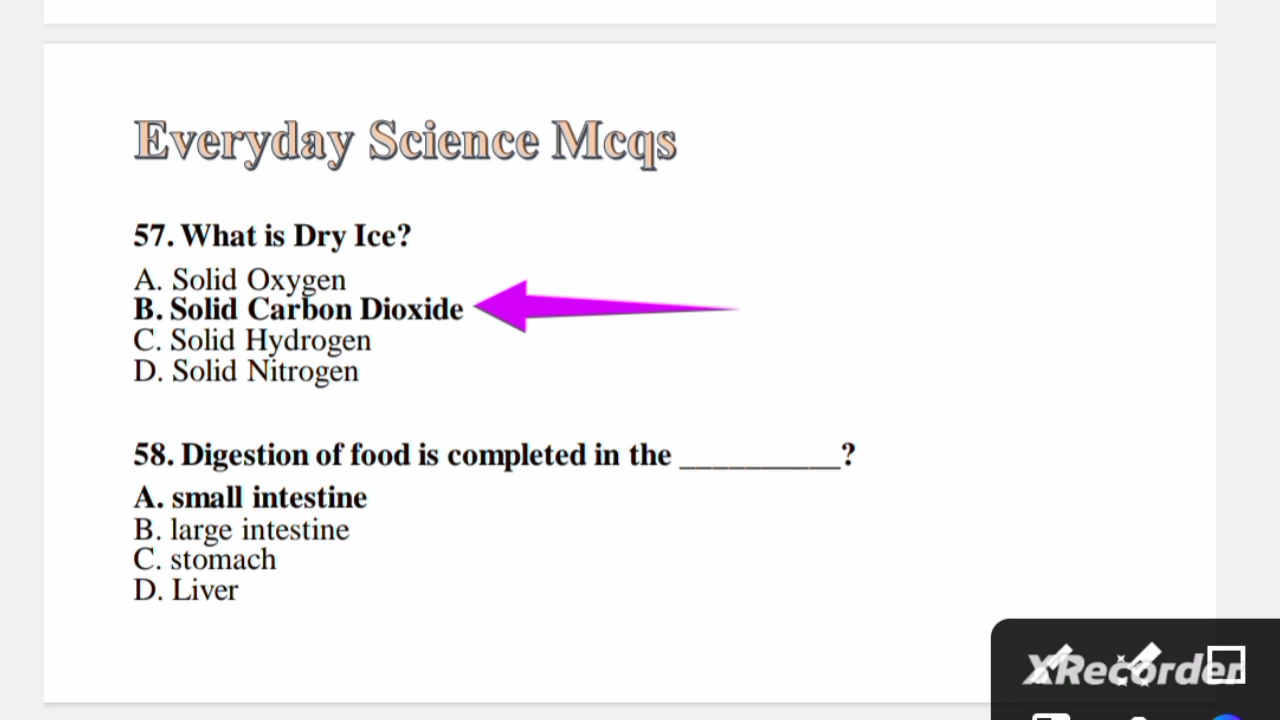 Everyday Science Mcqs
57. What is Dry Ice?
A. Solid Oxygen
B. Solid Carbon Dioxide
C. Solid Hydrogen
D. Solid Nitrogen
58. Digestion of food is completed in the __________?
A. small intestine
B. large intestine
C. stomach
D. Liver
XRecorder